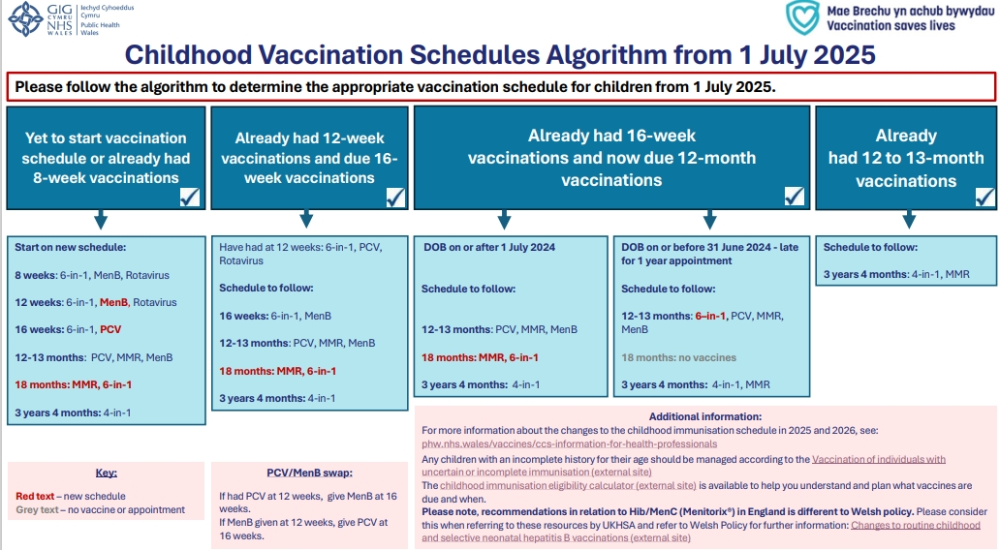 GIG
CYMRU
NHS
WALES
Iechyd Cyhoeddus
Cymru
Public Health
Wales
Mae Brechu yn achub bywydau
Vaccination saves lives
Childhood Vaccination Schedules Algorithm from 1 July 2025
Please follow the algorithm to determine the appropriate vaccination schedule for children from 1 July 2025.
Yet to start vaccination
schedule or already had
8-week vaccinations
Already had 12-week
vaccinations and due 16-
week vaccinations
Already had 16-week
vaccinations and now due 12-month
vaccinations
Already
had 12 to 13-month
vaccinations
Start on new schedule:
8 weeks: 6-in-1, MenB, Rotavirus
12 weeks: 6-in-1, MenB, Rotavirus
16 weeks: 6-in-1, PCV
12-13 months: PCV, MMR, MenB
18 months: MMR, 6-in-1
3 years 4 months: 4-in-1
Have had at 12 weeks: 6-in-1, PCV,
Rotavirus
Schedule to follow:
16 weeks: 6-in-1, MenB
12-13 months: PCV, MMR, MenB
18 months: MMR, 6-in-1
3 years 4 months: 4-in-1
DOB on or after 1 July 2024
Schedule to follow:
12-13 months: PCV, MMR, MenB
18 months: MMR, 6-in-1
3 years 4 months: 4-in-1
DOB on or before 31 June 2024 - late
for 1 year appointment
Schedule to follow:
12-13 months: 6–in-1, PCV, MMR,
MenB
18 months: no vaccines
3 years 4 months: 4-in-1, MMR
Schedule to follow:
3 years 4 months: 4-in-1, MMR
Key:
Red text – new schedule
Grey text – no vaccine or appointment
PCV/MenB swap:
If had PCV at 12 weeks, give MenB at 16
weeks.
If MenB given at 12 weeks, give PCV at
16 weeks.
Additional information:
For more information about the changes to the childhood immunisation schedule in 2025 and 2026, see:
phw.nhs.wales/vaccines/ccs-information-for-health-professionals
Any children with an incomplete history for their age should be managed according to the Vaccination of individuals with
uncertain or incomplete immunisation (external site)
The childhood immunisation eligibility calculator (external site) is available to help you understand and plan what vaccines are
due and when.
Please note, recommendations in relation to Hib/MenC (Menitorix®) in England is different to Welsh policy. Please consider
this when referring to these resources by UKHSA and refer to Welsh Policy for further information: Changes to routine childhood
and selective neonatal hepatitis B vaccinations (external site)